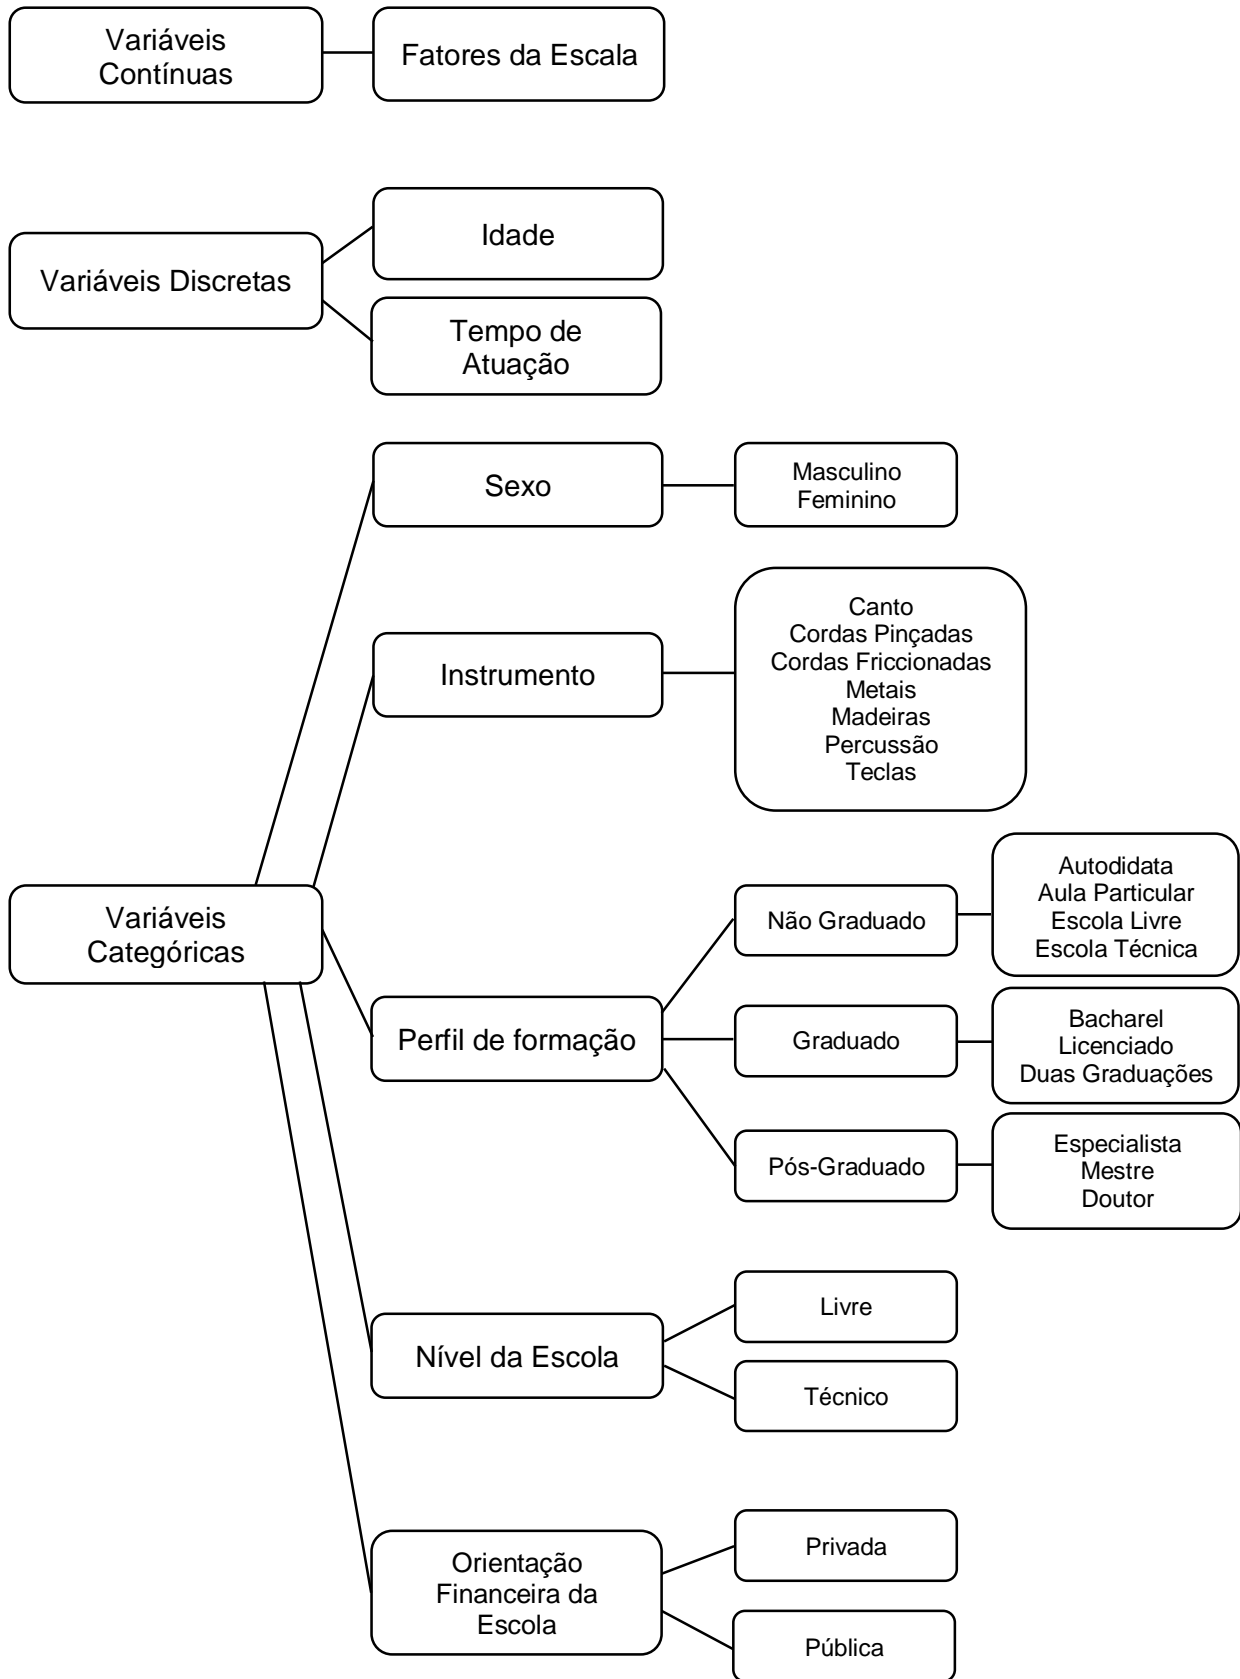 Variáveis
Contínuas
Fatores da Escala
Variáveis Discretas
Idade
Tempo de
Atuação
Variáveis
Categóricas
Sexo
Masculino
Feminino
Instrumento
Canto
Cordas Pinçadas
Cordas Friccionadas
Metais
Madeiras
Percussão
Teclas
Perfil de formação
Não Graduado
Autodidata
Aula Particular
Escola Livre
Escola Técnica
Graduado
Bacharel
Licenciado
Duas Graduações
Pós-Graduado
Especialista
Mestre
Doutor
Nível da Escola
Livre
Técnico
Orientação
Financeira da
Escola
Privada
Pública